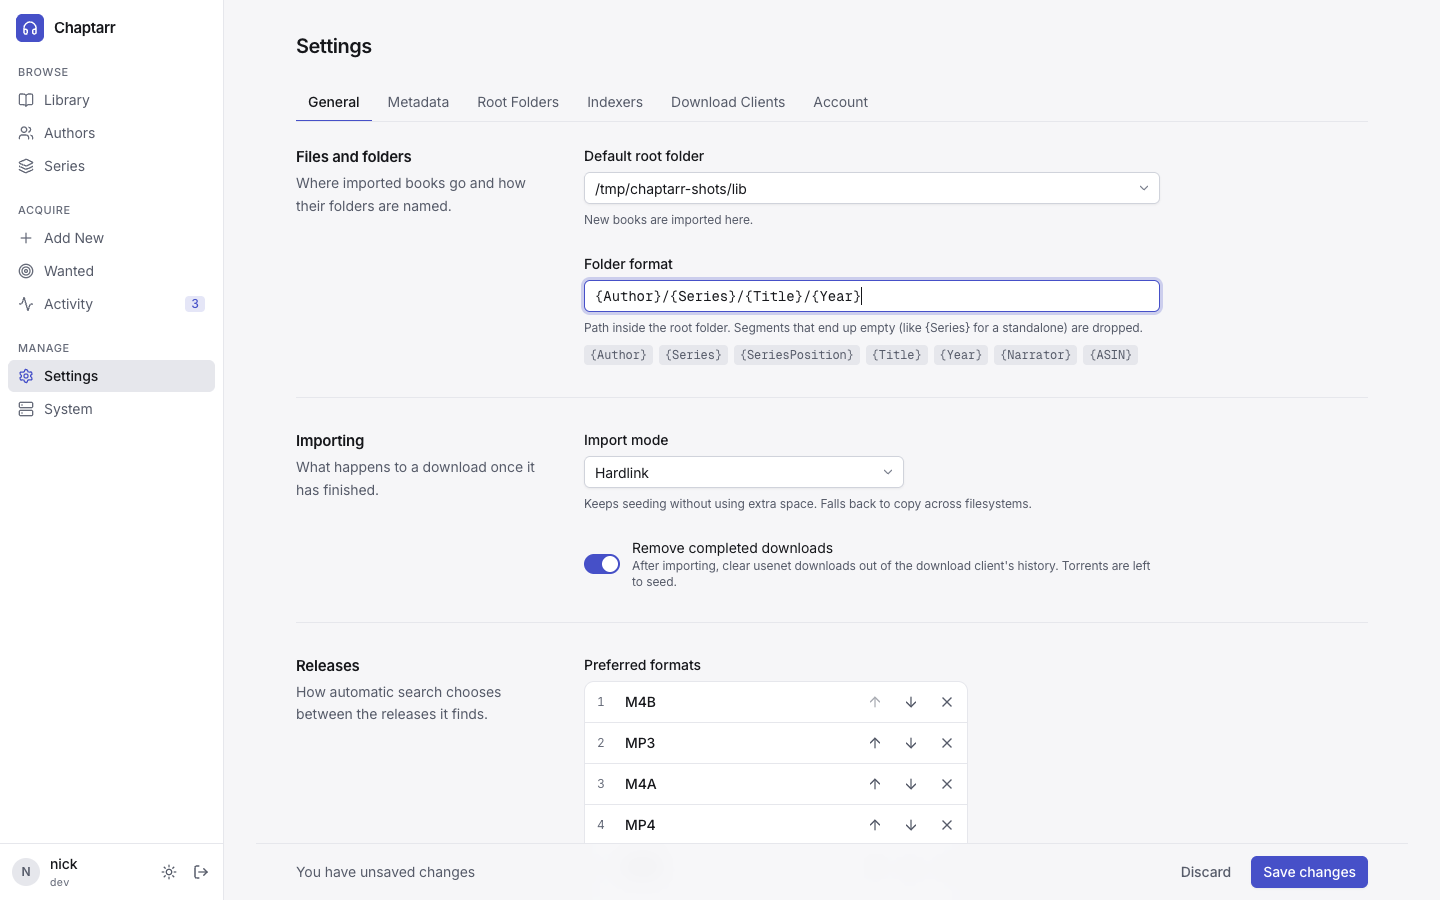 Chaptarr
BROWSE
Library
Authors
Series
ACQUIRE
Add New
Wanted
Activity 3
MANAGE
Settings
System
N
nick
dev
Settings
General Metadata Root Folders Indexers Download Clients Account
Files and folders
Where imported books go and how
their folders are named.
Default root folder
/tmp/chaptarr-shots/lib
New books are imported here.
Folder format
{Author}/{Series}/{Title}/{Year}
Path inside the root folder. Segments that end up empty (like {Series} for a standalone) are dropped.
{Author} {Series} {SeriesPosition} {Title} {Year} {Narrator} {ASIN}
Importing
What happens to a download once it
has finished.
Import mode
Hardlink
Keeps seeding without using extra space. Falls back to copy across filesystems.
Remove completed downloads
After importing, clear usenet downloads out of the download client's history. Torrents are left
to seed.
Releases
How automatic search chooses
between the releases it finds.
Preferred formats
1 M4B
2 MP3
3 M4A
4 MP4
You have unsaved changes
Discard
Save changes